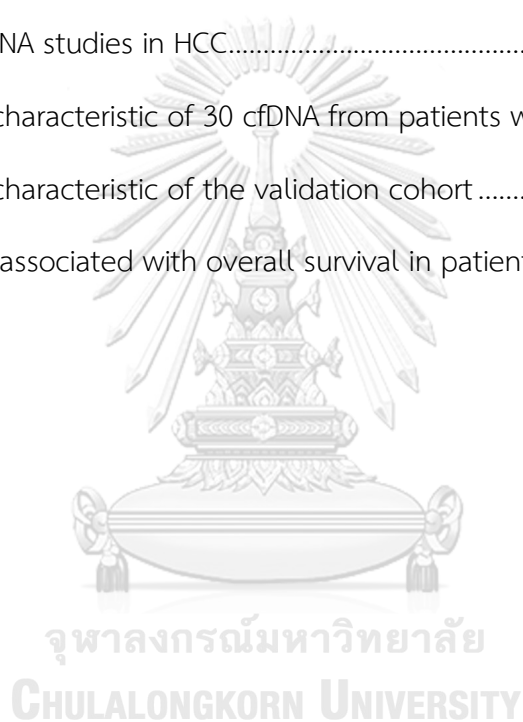 NA studies in HCC........................................
characteristic of 30 cfDNA from patients w
characteristic of the validation cohort .......
associated with overall survival in patient
จุฬาลงกรณ์มหาวิทยาลัย
CHULALONGKORN UNIVERSITY